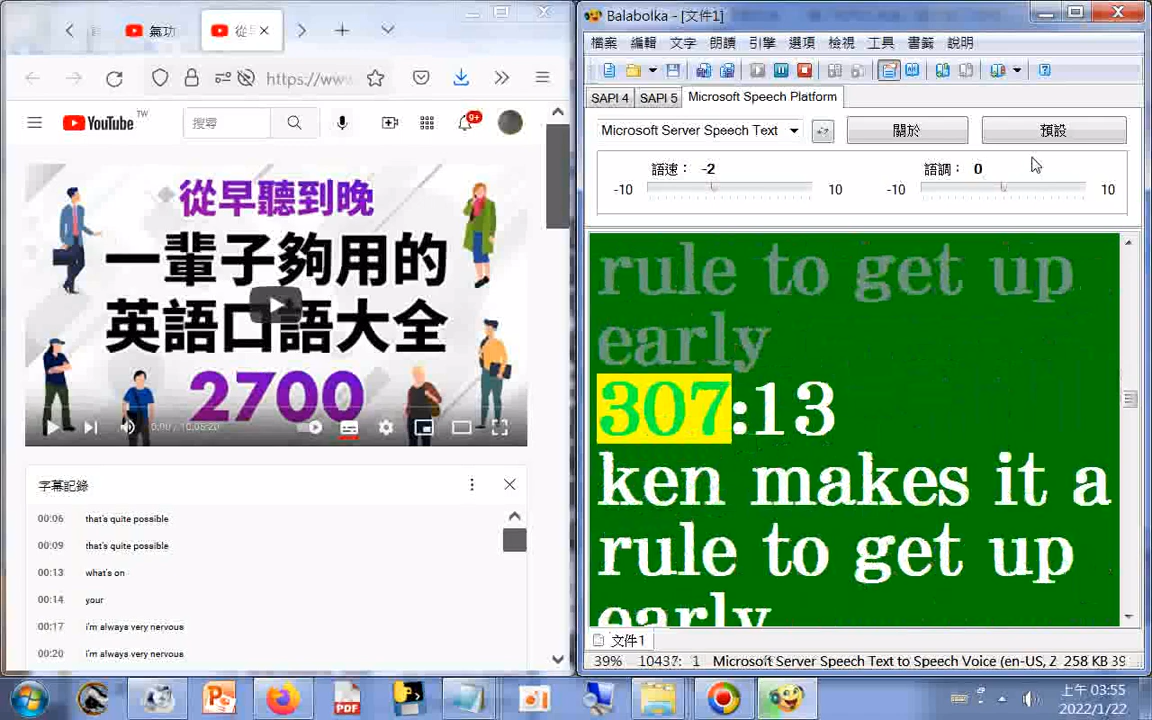 氣功
從
https://www
YouTube TW
搜尋
9+
從早聽到晚
一輩子夠用的
英語口語大全
2700
0:00 / 10:05:20
字幕記錄
00:06 that's quite possible
00:09 that's quite possible
00:13 what's on
00:14 your
00:17 i'm always very nervous
00:20 i'm always very nervous
Balabolka - [文件1]
檔案 編輯 文字 朗讀 引擎 選項 檢視 工具 書籤 說明
SAPI 4 SAPI 5 Microsoft Speech Platform
Microsoft Server Speech Text 關於 預設
語速： -2 語調： 0
-10 10 -10 10
rule to get up
early
307:13
ken makes it a
rule to get up
early
文件1
39% 10437: 1 Microsoft Server Speech Text to Speech Voice (en-US, Z 258 KB 39
PDF
上午 03:55
2022/1/22